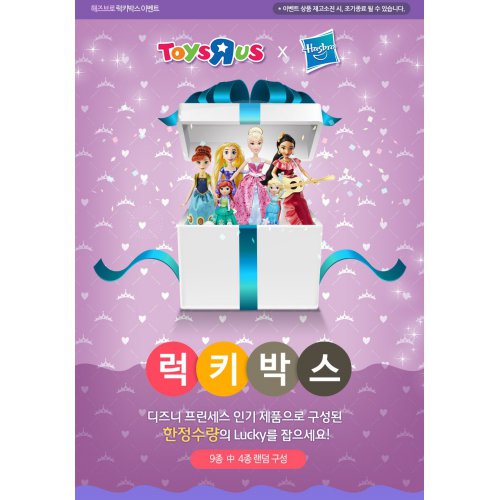 해즈브로 럭키박스 이벤트
* 이벤트 상품 재고소진 시, 조기종료 될 수 있습니다.
TOYSRUS X Hasbro
럭키박스
디즈니 프린세스 인기 제품으로 구성된
한정수량의 Lucky를 잡으세요!
9종 中 4종 랜덤 구성